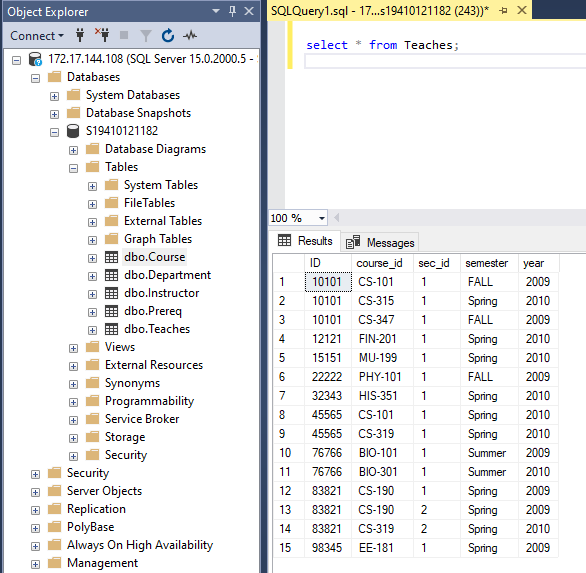 Object Explorer
Connect
172.17.144.108 (SQL Server 15.0.2000.5 -
Databases
System Databases
Database Snapshots
S19410121182
Database Diagrams
Tables
System Tables
FileTables
External Tables
Graph Tables
dbo.Course
dbo.Department
dbo.Instructor
dbo.Prereq
dbo.Teaches
Views
External Resources
Synonyms
Programmability
Service Broker
Storage
Security
Security
Server Objects
Replication
PolyBase
Always On High Availability
Management
SQLQuery1.sql - 17...s19410121182 (243))*
select * from Teaches;
100 %
Results Messages
ID course_id sec_id semester year
1 10101 CS-101 1 FALL 2009
2 10101 CS-315 1 Spring 2010
3 10101 CS-347 1 FALL 2009
4 12121 FIN-201 1 Spring 2010
5 15151 MU-199 1 Spring 2010
6 22222 PHY-101 1 FALL 2009
7 32343 HIS-351 1 Spring 2010
8 45565 CS-101 1 Spring 2010
9 45565 CS-319 1 Spring 2010
10 76766 BIO-101 1 Summer 2009
11 76766 BIO-301 1 Summer 2010
12 83821 CS-190 1 Spring 2009
13 83821 CS-190 2 Spring 2009
14 83821 CS-319 2 Spring 2010
15 98345 EE-181 1 Spring 2009